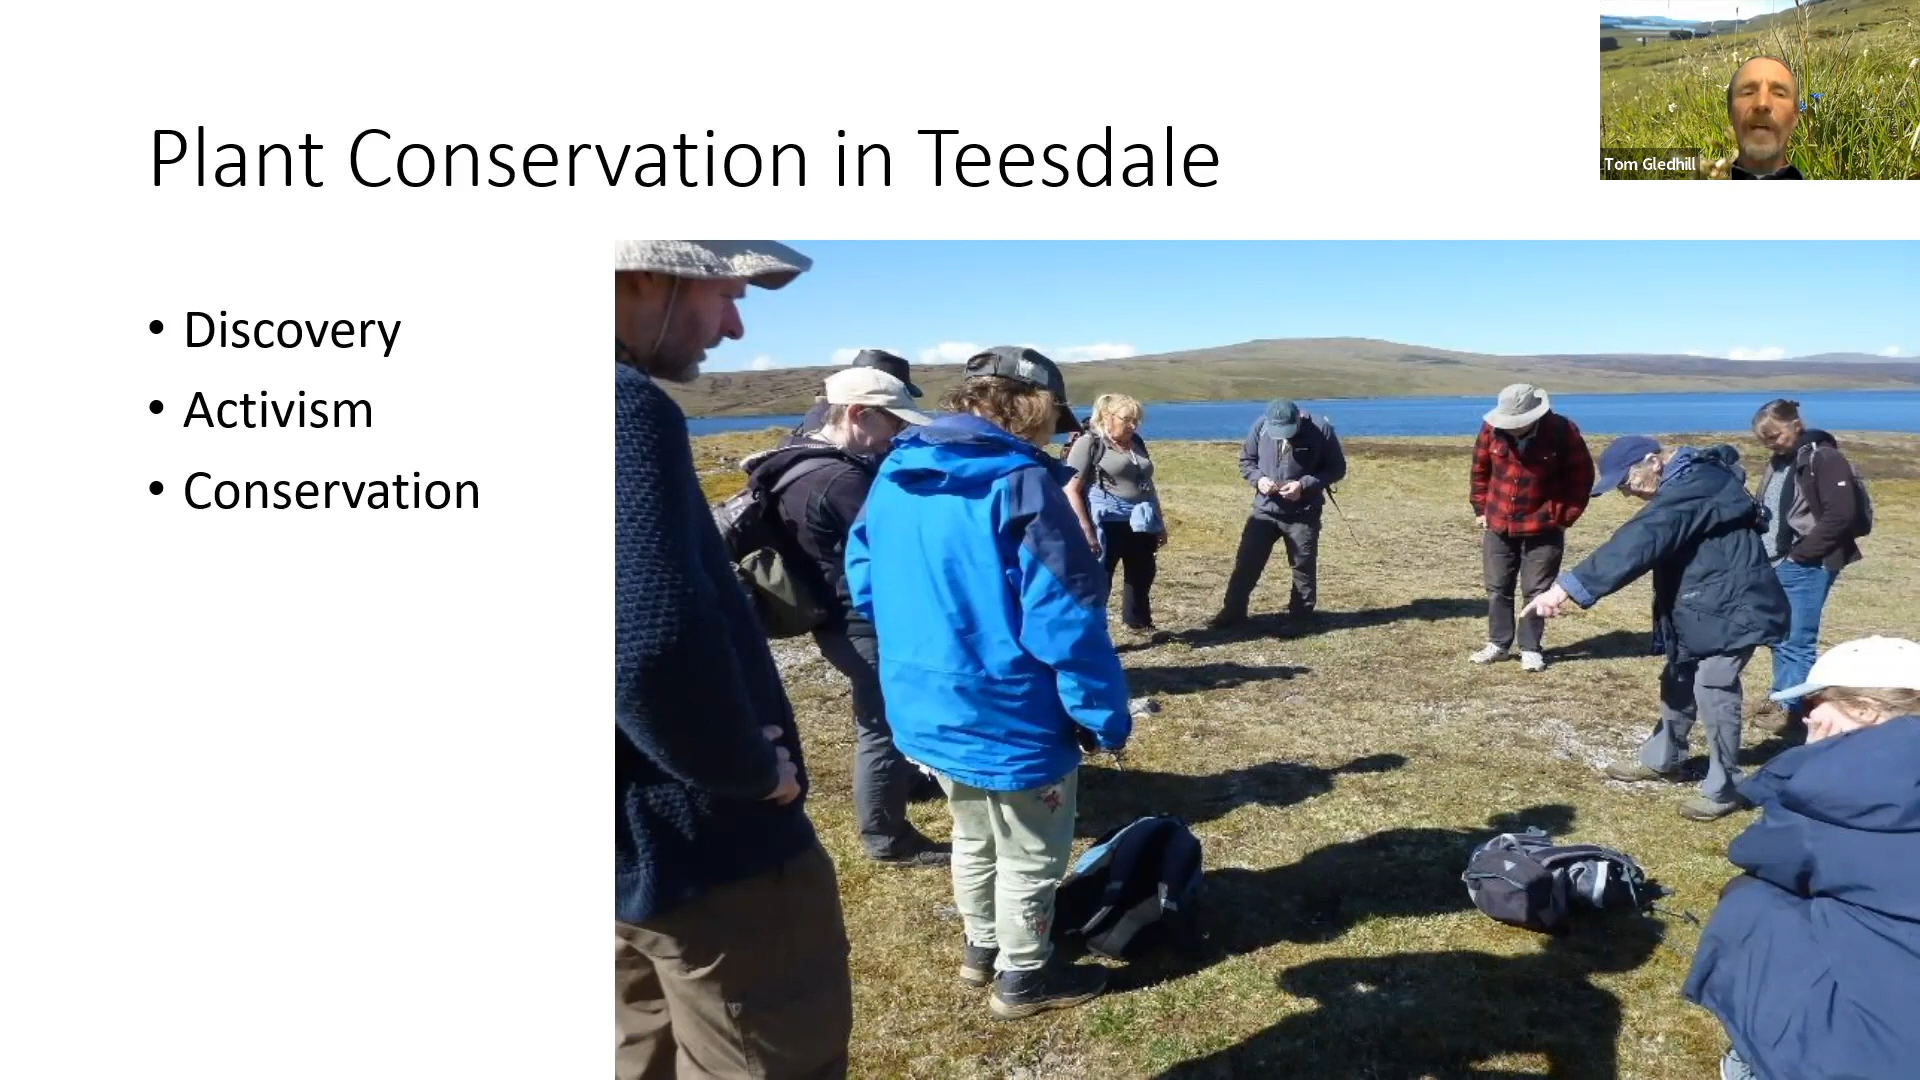 Plant Conservation in Teesdale
• Discovery
• Activism
• Conservation
Tom Gledhill